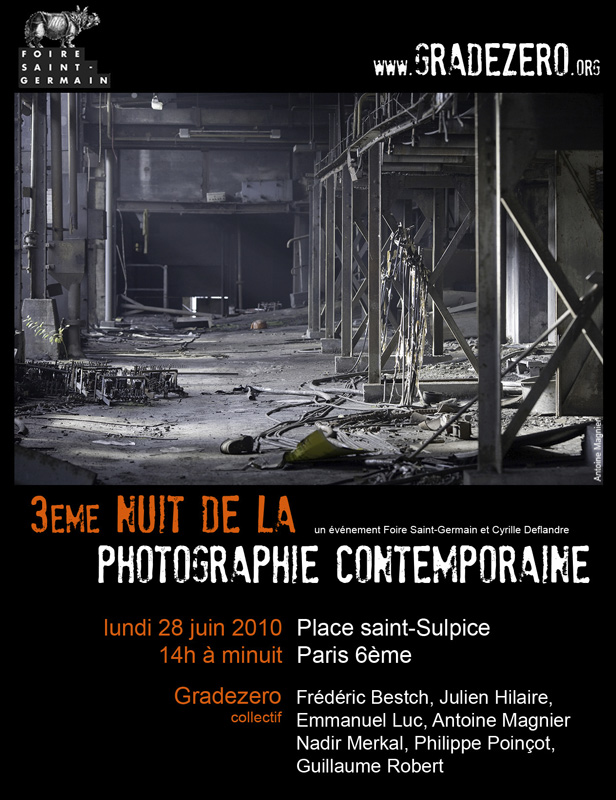 FOIRE
SAINT-
GERMAIN
www.GRADEZERO.ORG
Antoine Magnier
3EME NUIT DE LA
un événement Foire Saint-Germain et Cyrille Deflandre
PHOTOGRAPHIE CONTEMPORAINE
lundi 28 juin 2010 Place saint-Sulpice
14h à minuit Paris 6ème
Gradezero Frédéric Bestch, Julien Hilaire,
collectif Emmanuel Luc, Antoine Magnier
Nadir Merkal, Philippe Poinçot,
Guillaume Robert